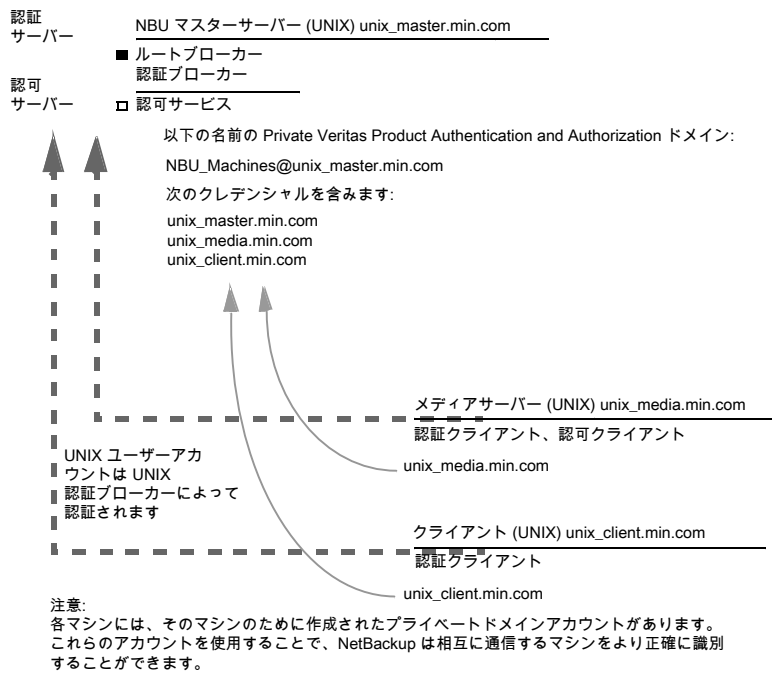 認証
サーバー
NBU マスターサーバー (UNIX) unix_master.min.com
ルートブローカー
認証ブローカー
認可
サーバー
認可サービス
以下の名前の Private Veritas Product Authentication and Authorization ドメイン:
NBU_Machines@unix_master.min.com
次のクレデンシャルを含みます:
unix_master.min.com
unix_media.min.com
unix_client.min.com
メディアサーバー (UNIX) unix_media.min.com
認証クライアント、認可クライアント
unix_media.min.com
UNIX ユーザーアカ
ウントは UNIX
認証ブローカーによって
認証されます
クライアント (UNIX) unix_client.min.com
認証クライアント
unix_client.min.com
注意:
各マシンには、そのマシンのために作成されたプライベートドメインアカウントがあります。
これらのアカウントを使用することで、NetBackup は相互に通信するマシンをより正確に識別
することができます。